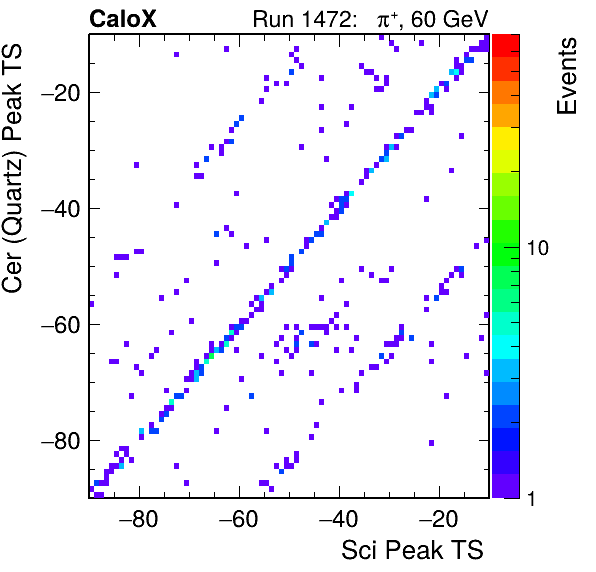 CaloX Run 1472: π⁺, 60 GeV
Cer (Quartz) Peak TS
−20
−40
−60
−80
−80 −60 −40 −20
Sci Peak TS
Events
10
1